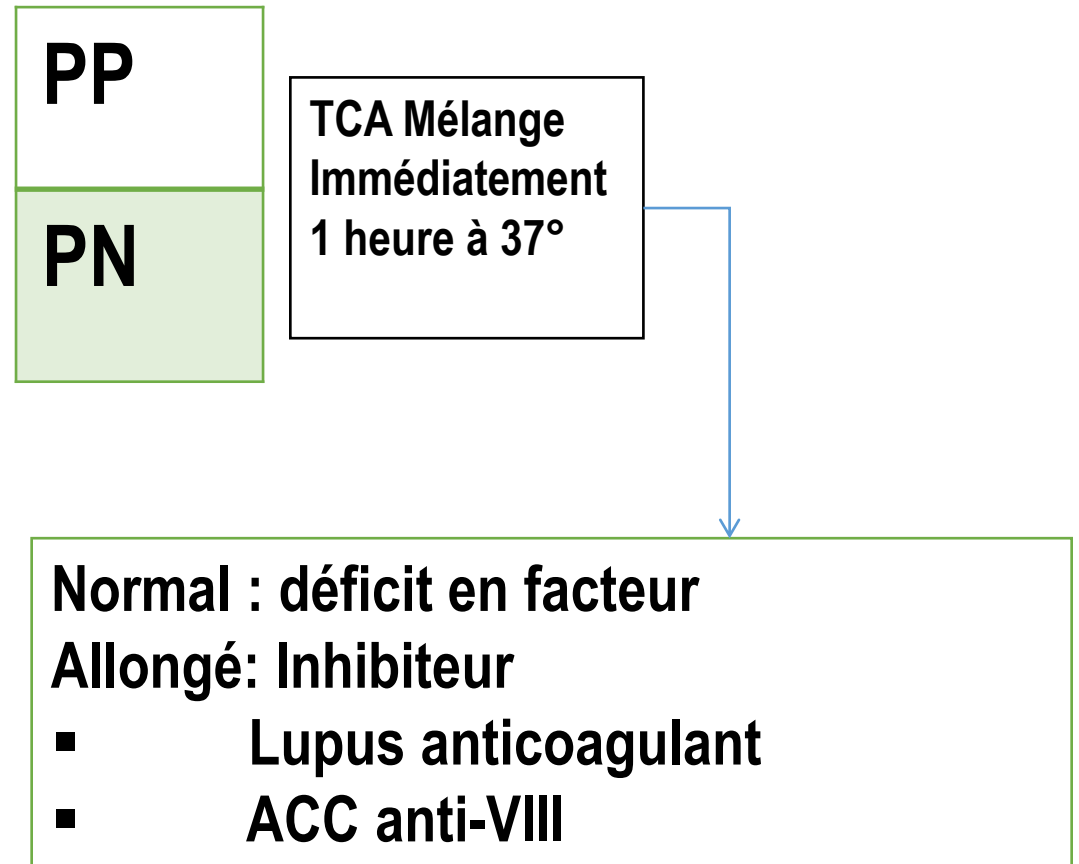 PP
PN
TCA Mélange
Immédiatement
1 heure à 37°
Normal : déficit en facteur
Allongé: Inhibiteur
▪ Lupus anticoagulant
▪ ACC anti-VIII